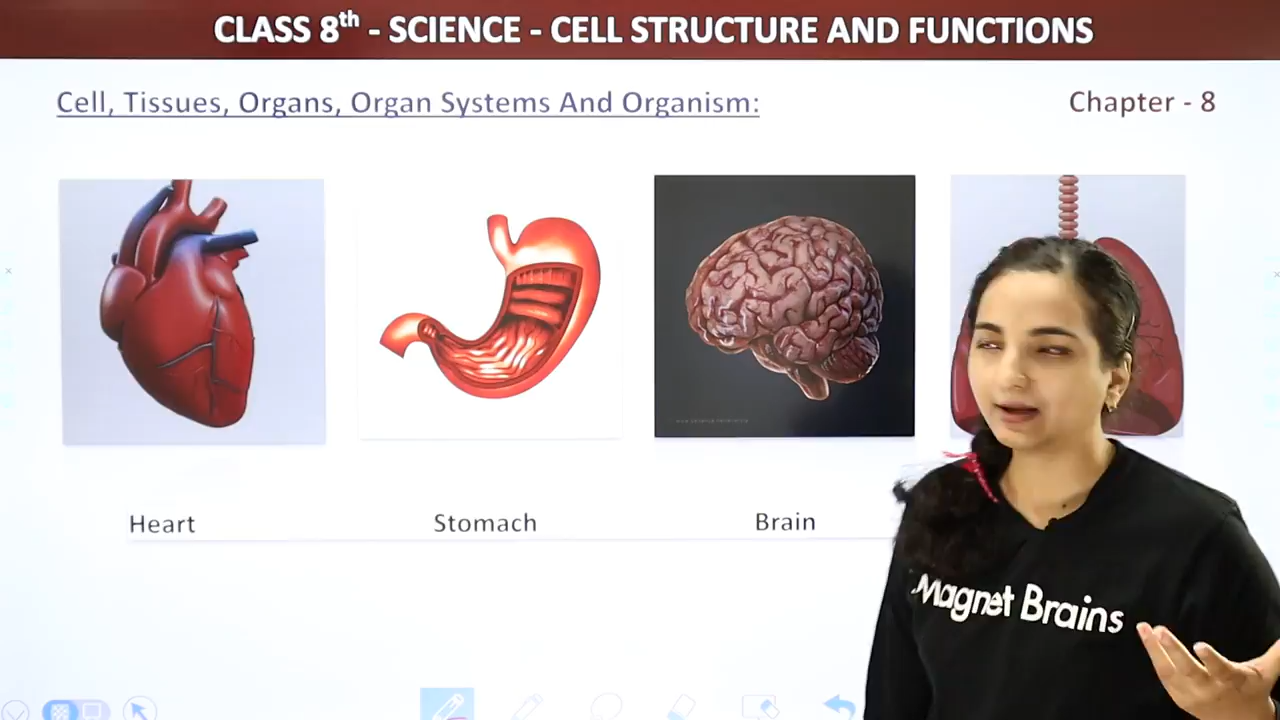 CLASS 8th - SCIENCE - CELL STRUCTURE AND FUNCTIONS
Cell, Tissues, Organs, Organ Systems And Organism:
Chapter - 8
Heart
Stomach
Brain
Magnet Brains